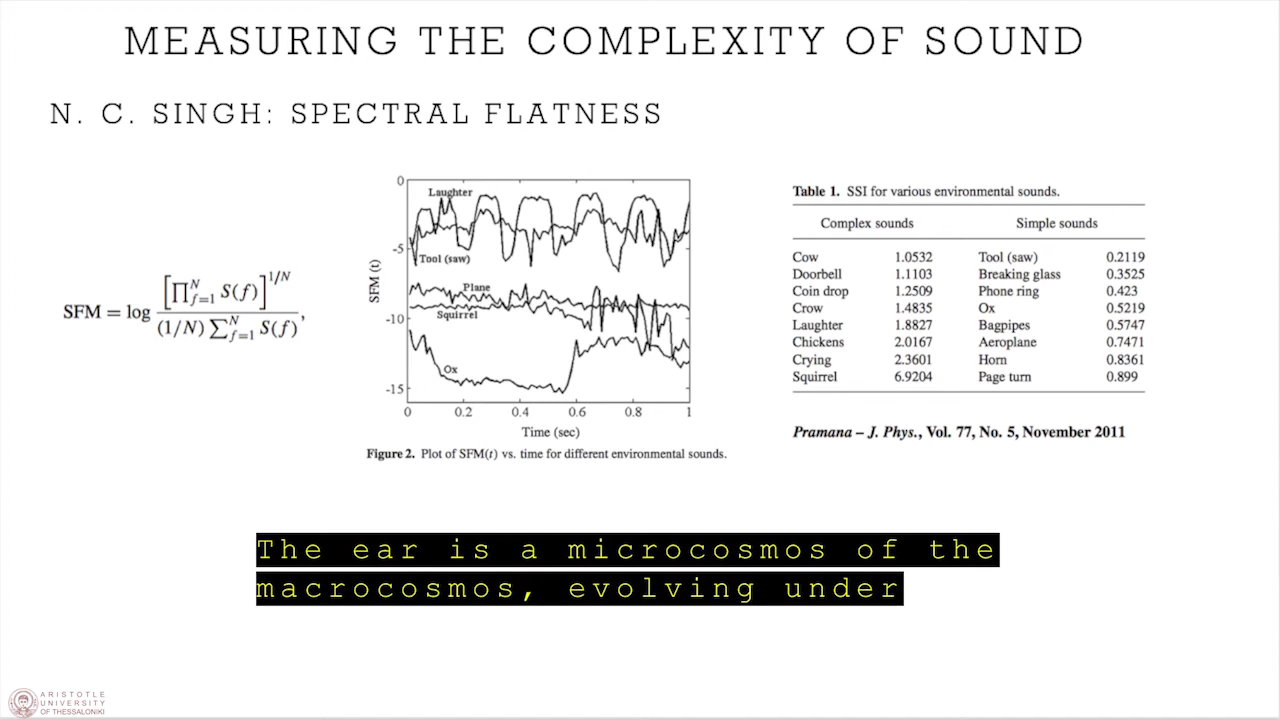 MEASURING THE COMPLEXITY OF SOUND
N. C. SINGH: SPECTRAL FLATNESS
SFM = log [∏_{f=1}^{N} S(f)]^{1/N} / (1/N) ∑_{f=1}^{N} S(f),
SFM (t)
0
-5
-10
-15
Laughter
Tool (saw)
Plane
Squirrel
Ox
0 0.2 0.4 0.6 0.8 1
Time (sec)
Figure 2. Plot of SFM(t) vs. time for different environmental sounds.
Table 1. SSI for various environmental sounds.
Complex sounds Simple sounds
Cow 1.0532 Tool (saw) 0.2119
Doorbell 1.1103 Breaking glass 0.3525
Coin drop 1.2509 Phone ring 0.423
Crow 1.4835 Ox 0.5219
Laughter 1.8827 Bagpipes 0.5747
Chickens 2.0167 Aeroplane 0.7471
Crying 2.3601 Horn 0.8361
Squirrel 6.9204 Page turn 0.899
Pramana – J. Phys., Vol. 77, No. 5, November 2011
The ear is a microcosmos of the
macrocosmos, evolving under
ARISTOTLE
UNIVERSITY
OF THESSALONIKI